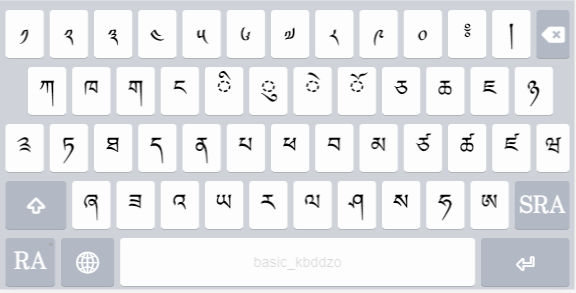 ༡ ༢ ༣ ༤ ༥ ༦ ༧ ༨ ༩ ༠ ༔ །
ཀ ཁ ག ང ི ུ ེ ོ ཅ ཆ ཇ ཉ
༉ ཏ ཐ ད ན པ ཕ བ མ ཙ ཚ ཛ ཝ
ཞ ཟ འ ཡ ར ལ ཤ ས ཧ ཨ SRA
RA basic_kbddzo